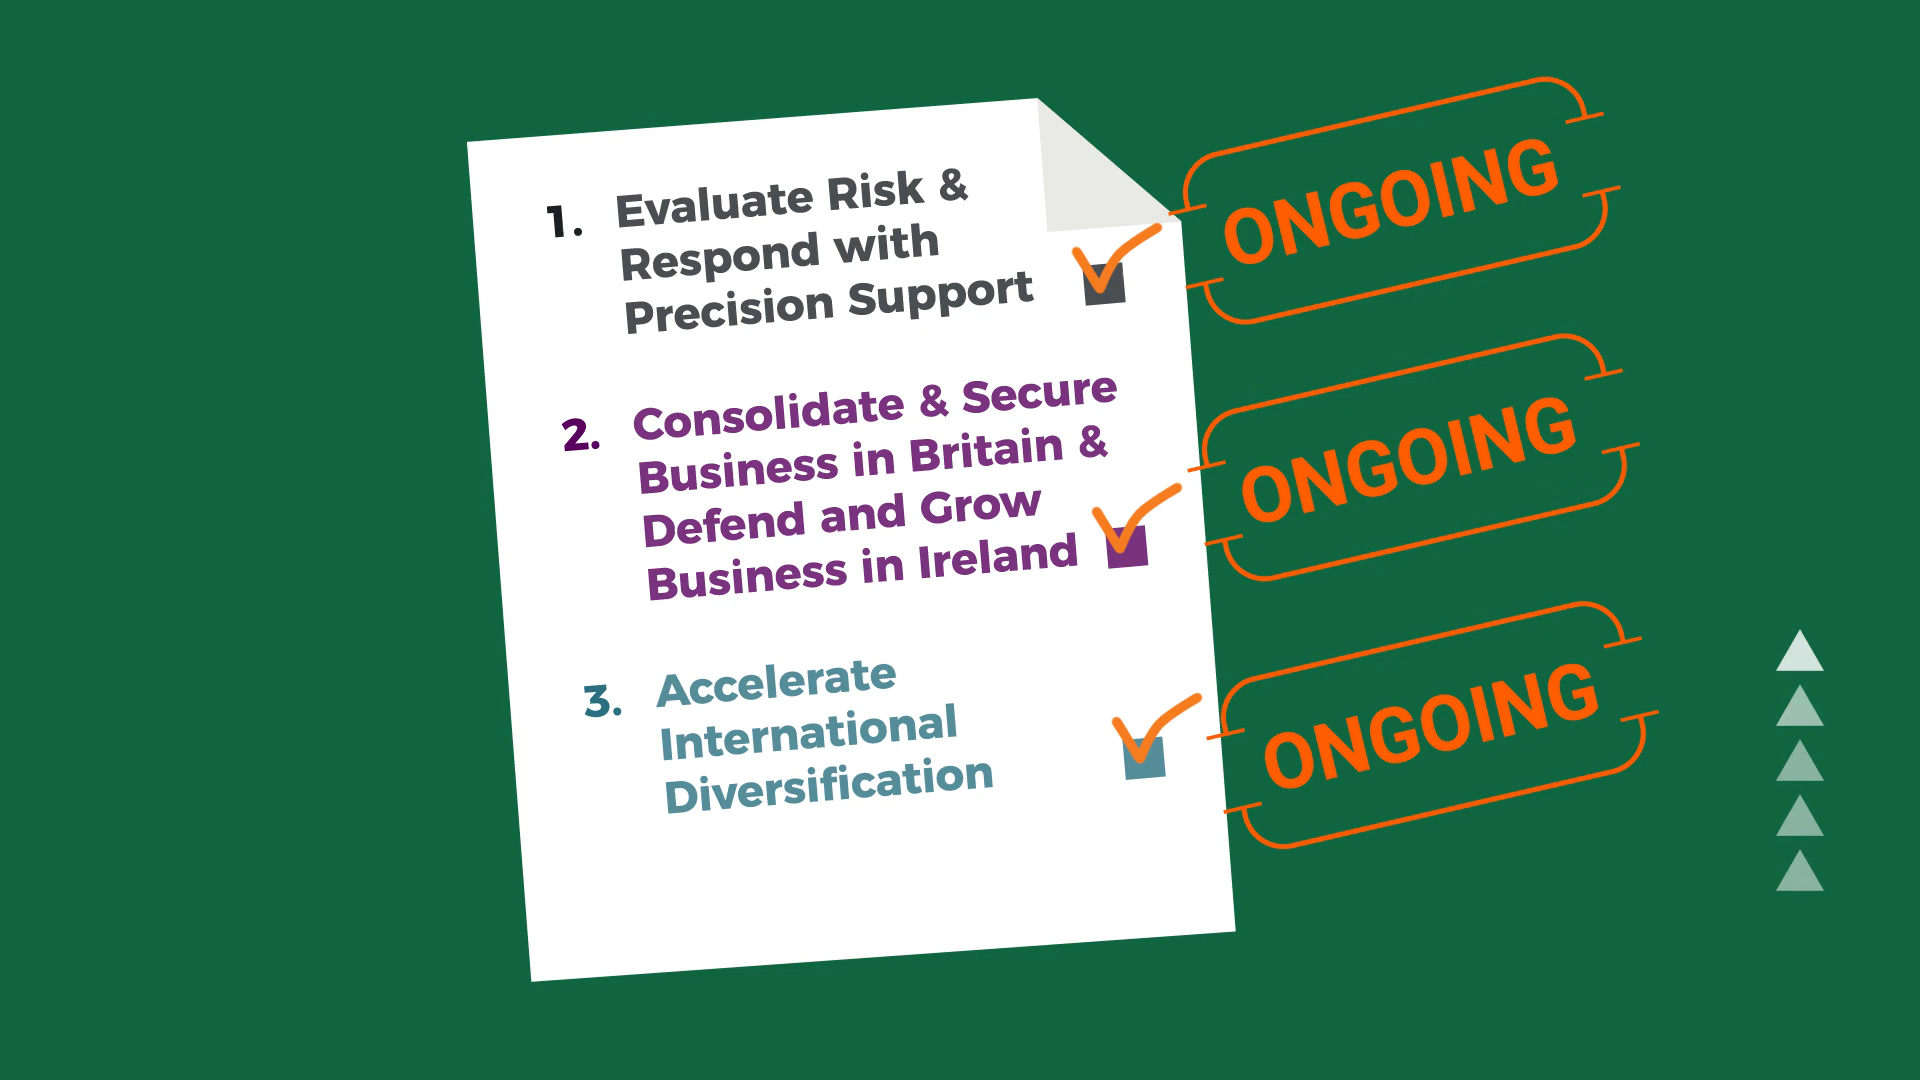 1. Evaluate Risk &
Respond with
Precision Support
ONGOING
2. Consolidate & Secure
Business in Britain &
Defend and Grow
Business in Ireland
ONGOING
3. Accelerate
International
Diversification
ONGOING